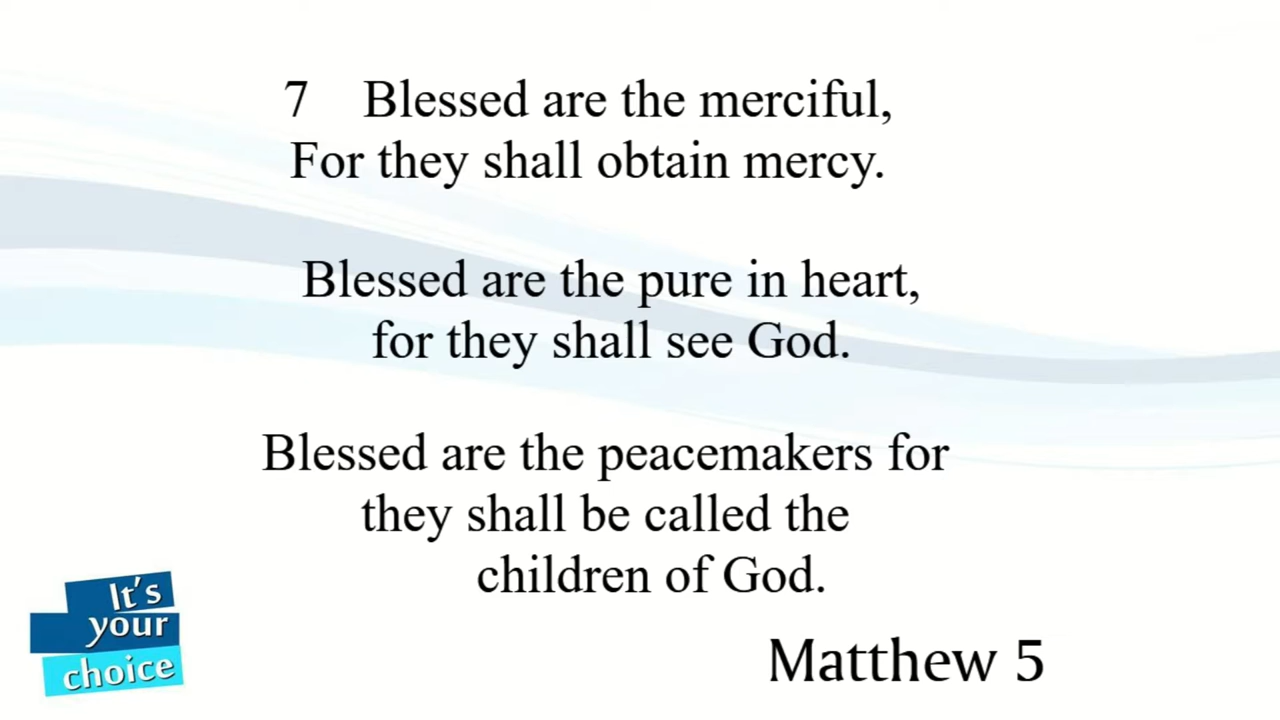 7 Blessed are the merciful,
For they shall obtain mercy.
Blessed are the pure in heart,
for they shall see God.
Blessed are the peacemakers for
they shall be called the
children of God.
It's
your
choice
Matthew 5